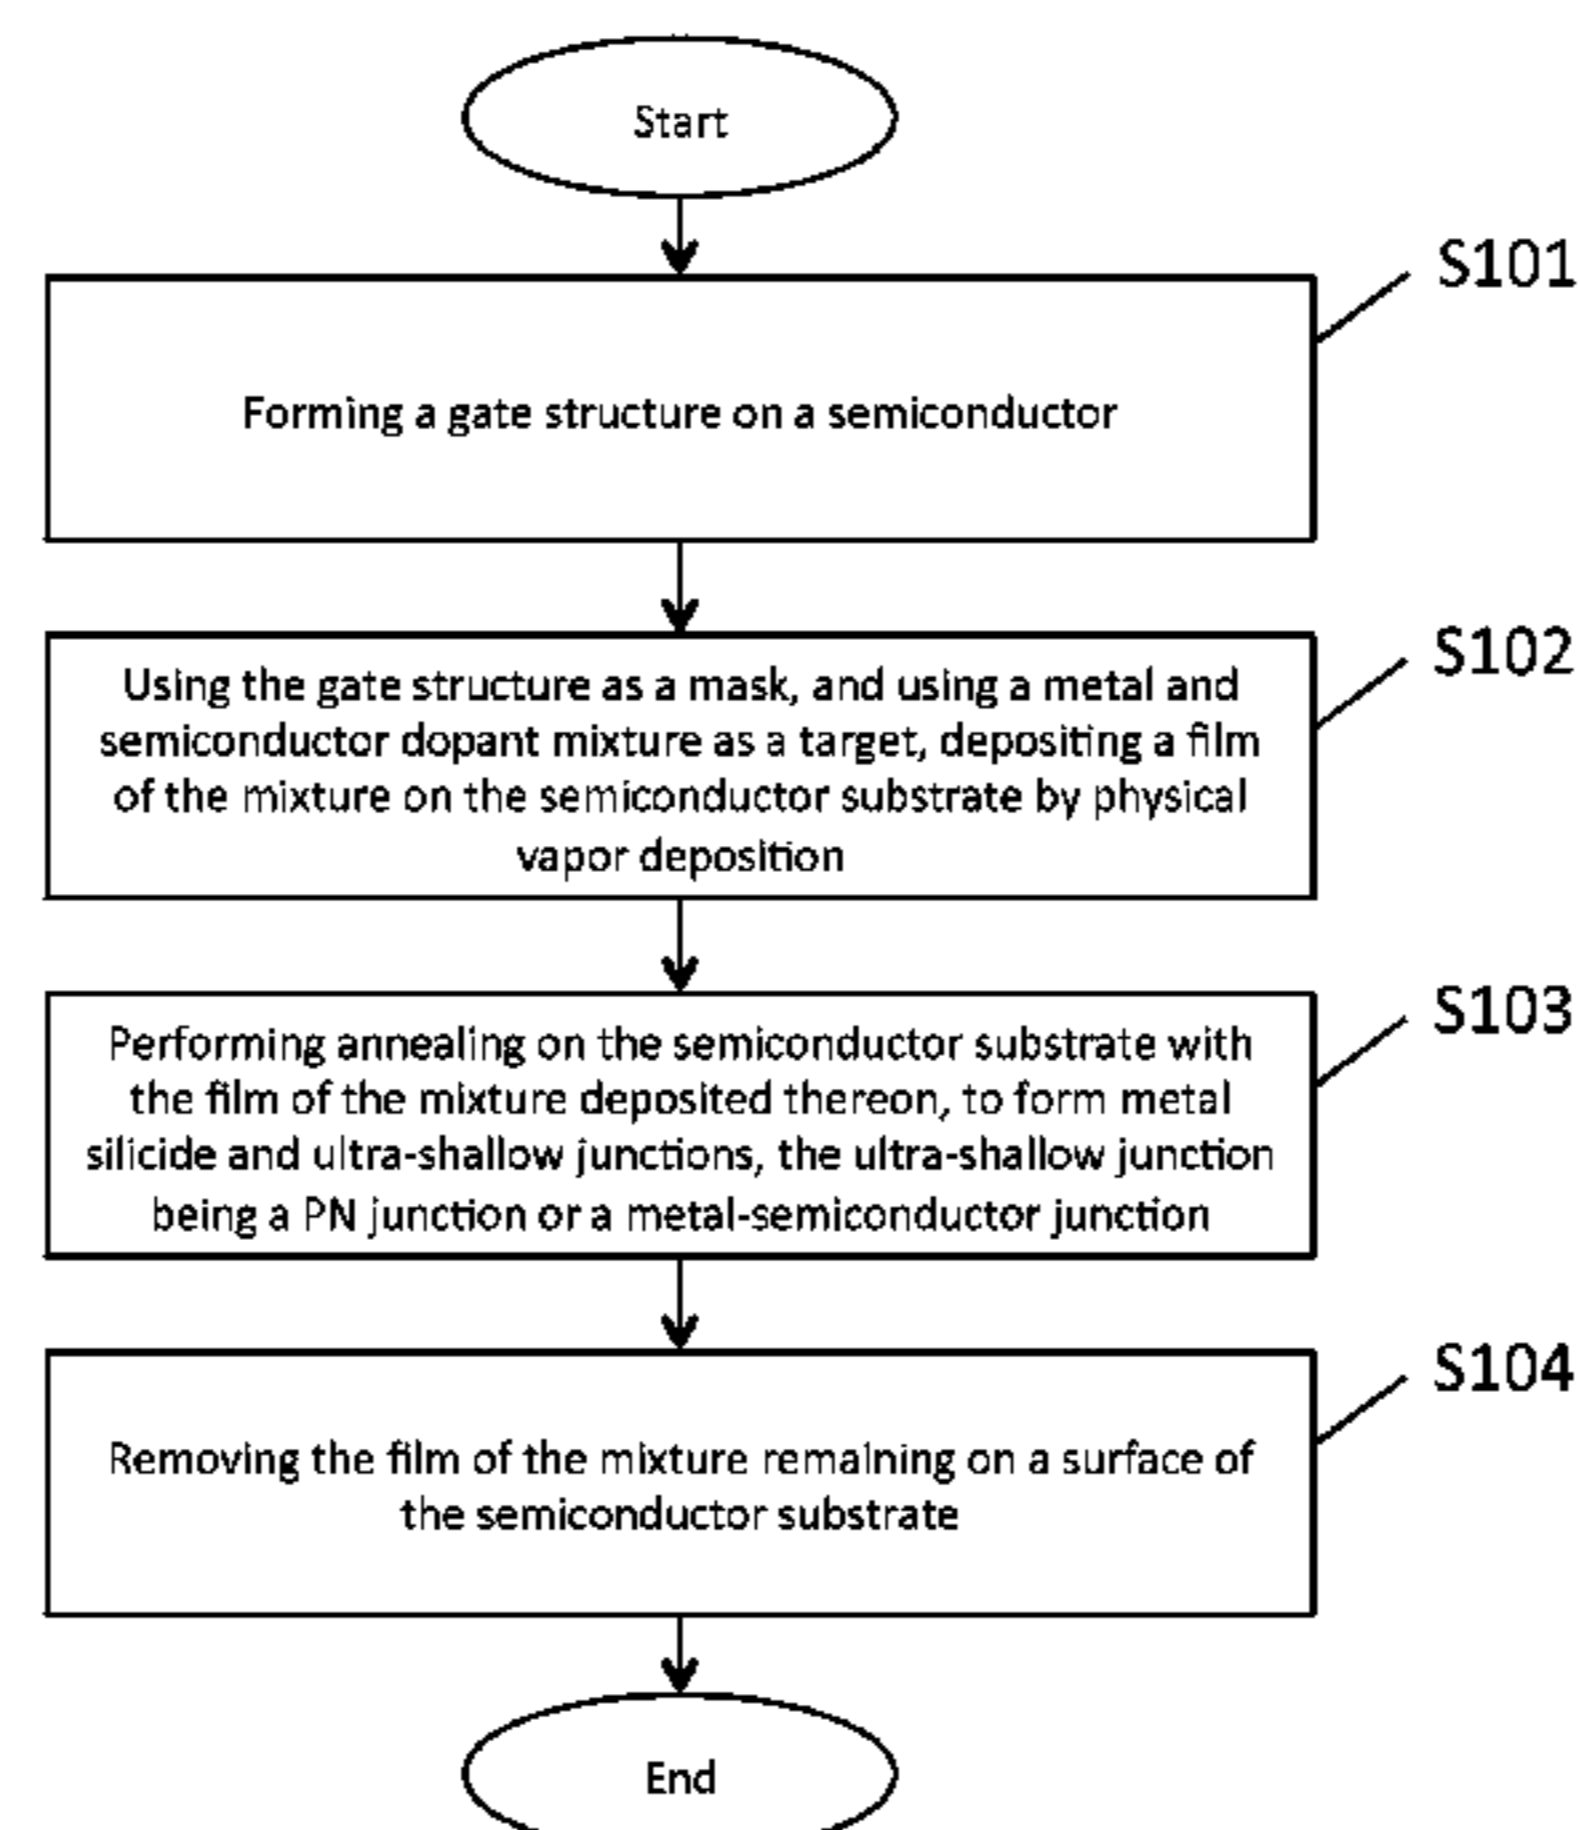 Start
S101
Forming a gate structure on a semiconductor
S102
Using the gate structure as a mask, and using a metal and
semiconductor dopant mixture as a target, depositing a film
of the mixture on the semiconductor substrate by physical
vapor deposition
S103
Performing annealing on the semiconductor substrate with
the film of the mixture deposited thereon, to form metal
silicide and ultra-shallow junctions, the ultra-shallow junction
being a PN junction or a metal-semiconductor junction
S104
Removing the film of the mixture remaining on a surface of
the semiconductor substrate
End